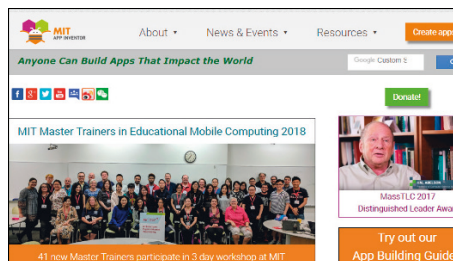 MIT
APP INVENTOR
About
News & Events
Resources
Create apps
Anyone Can Build Apps That Impact the World
Google Custom S
Donate!
MIT Master Trainers in Educational Mobile Computing 2018
41 new Master Trainers participate in 3 day workshop at MIT
MassTLC 2017
Distinguished Leader Awar
Try out our
App Building Guide